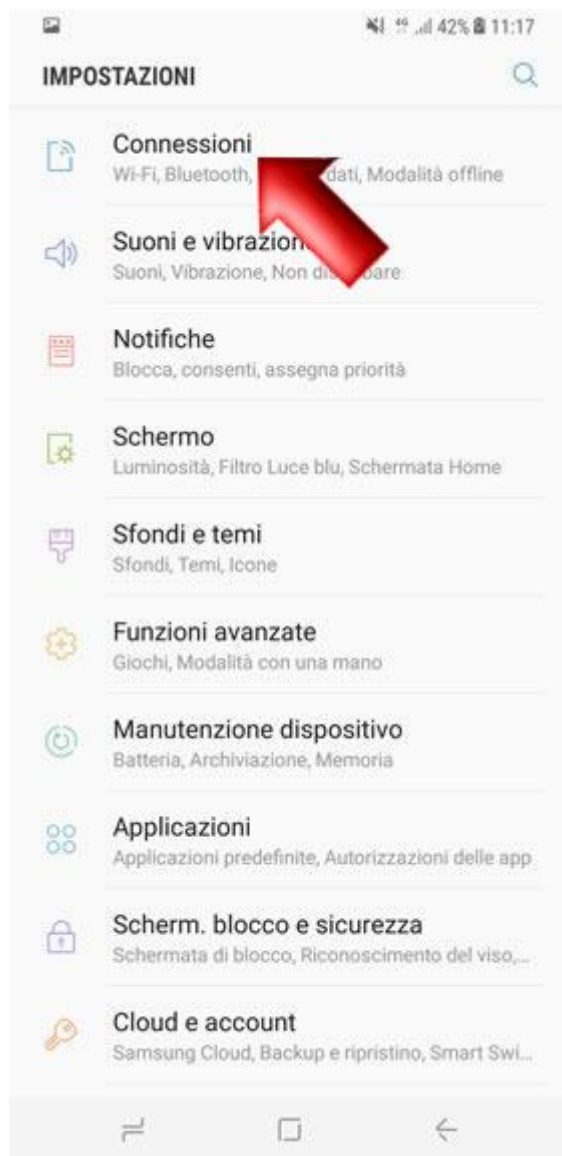 42% 11:17
IMPOSTAZIONI
Connessioni
Wi-Fi, Bluetooth, dati, Modalità offline
Suoni e vibrazion
Suoni, Vibrazione, Non dis bare
Notifiche
Blocca, consenti, assegna priorità
Schermo
Luminosità, Filtro Luce blu, Schermata Home
Sfondi e temi
Sfondi, Temi, Icone
Funzioni avanzate
Giochi, Modalità con una mano
Manutenzione dispositivo
Batteria, Archiviazione, Memoria
Applicazioni
Applicazioni predefinite, Autorizzazioni delle app
Scherm. blocco e sicurezza
Schermata di blocco, Riconoscimento del viso,...
Cloud e account
Samsung Cloud, Backup e ripristino, Smart Swi...